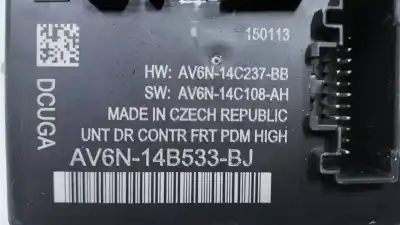 150113
HW: AV6N-14C237-BB
SW: AV6N-14C108-AH
MADE IN CZECH REPUBLIC
UNT DR CONTR FRT PDM HIGH
AV6N-14B533-BJ
DCUGA